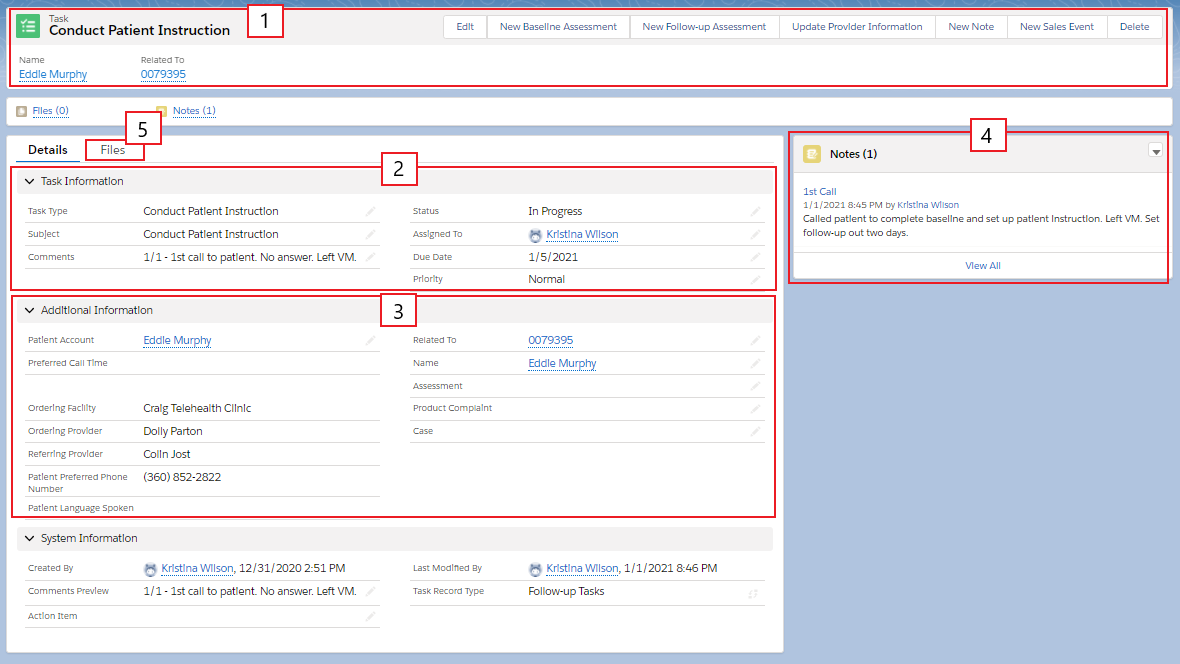 Task
Conduct Patient Instruction
1
Edit
New Baseline Assessment
New Follow-up Assessment
Update Provider Information
New Note
New Sales Event
Delete
Name
Related To
Eddie Murphy
0079395
Files (0)
Notes (1)
5
Details
Files
2
Task Information
Task Type
Conduct Patient Instruction
Status
In Progress
Subject
Conduct Patient Instruction
Assigned To
Kristina Wilson
Comments
1/1 - 1st call to patient. No answer. Left VM.
Due Date
1/5/2021
Priority
Normal
3
Additional Information
Patient Account
Eddie Murphy
Related To
0079395
Preferred Call Time
Name
Eddie Murphy
Assessment
Ordering Facility
Craig Telehealth Clinic
Product Complaint
Ordering Provider
Dolly Parton
Case
Referring Provider
Colin Jost
Patient Preferred Phone
Number
(360) 852-2822
Patient Language Spoken
System Information
Created By
Kristina Wilson, 12/31/2020 2:51 PM
Last Modified By
Kristina Wilson, 1/1/2021 8:46 PM
Comments Preview
1/1 - 1st call to patient. No answer. Left VM.
Task Record Type
Follow-up Tasks
Action Item
4
Notes (1)
1st Call
1/1/2021 8:45 PM by Kristina Wilson
Called patient to complete baseline and set up patient instruction. Left VM. Set
follow-up out two days.
View All